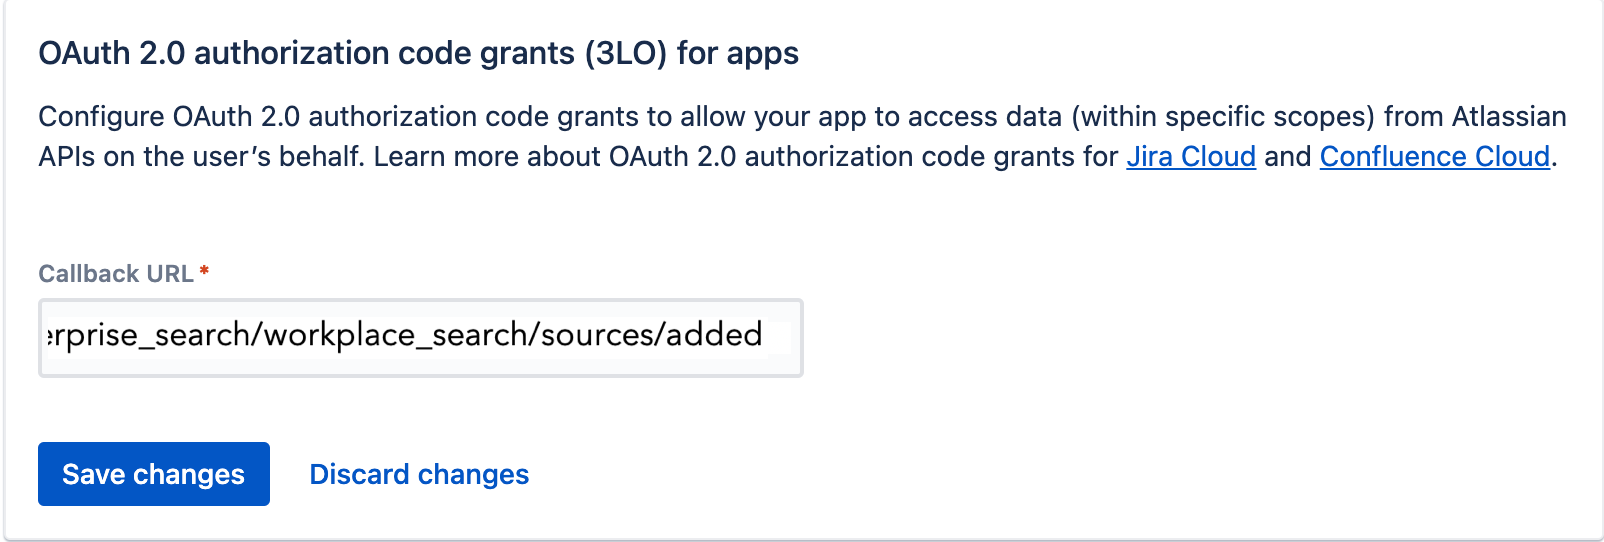 OAuth 2.0 authorization code grants (3LO) for apps
Configure OAuth 2.0 authorization code grants to allow your app to access data (within specific scopes) from Atlassian
APIs on the user's behalf. Learn more about OAuth 2.0 authorization code grants for Jira Cloud and Confluence Cloud.
Callback URL*
erprise_search/workplace_search/sources/added
Save changes Discard changes